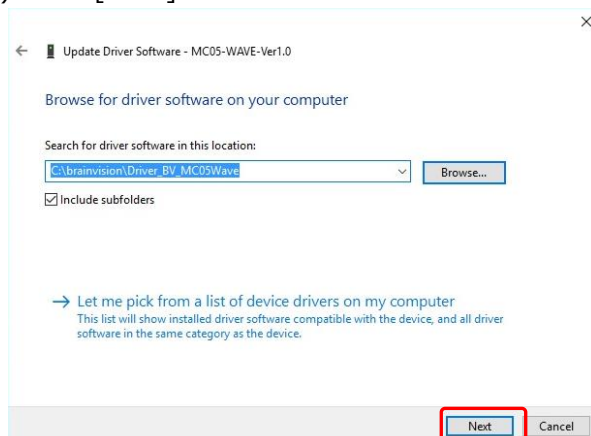 Update Driver Software - MC05-WAVE-Ver1.0
Browse for driver software on your computer
Search for driver software in this location:
C:\brainvision\Driver_BV_MC05Wave
Browse...
Include subfolders
Let me pick from a list of device drivers on my computer
This list will show installed driver software compatible with the device, and all driver
software in the same category as the device.
Next
Cancel